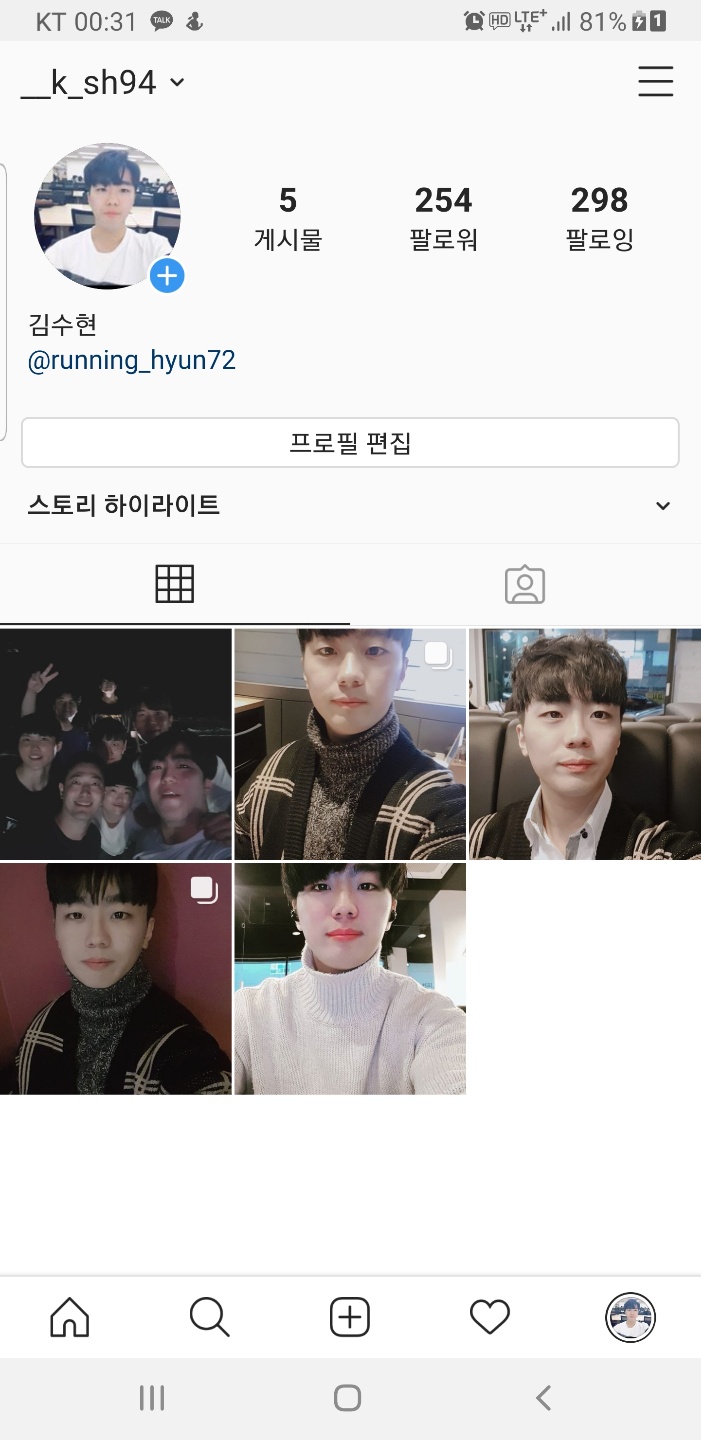 KT 00:31 TALK HD LTE+ 81% 1
__k_sh94
5 254 298
게시물 팔로워 팔로잉
김수현
@running_hyun72
프로필 편집
스토리 하이라이트